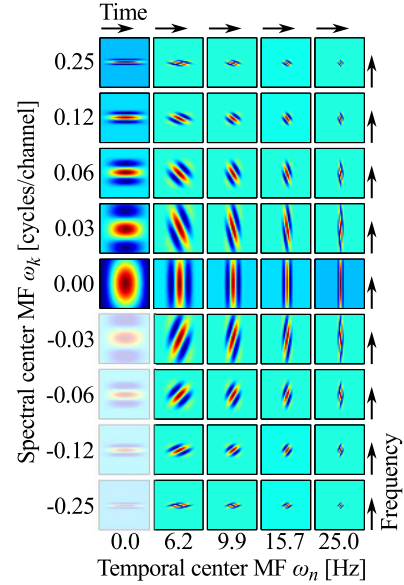 Time
Spectral center MF ωk [cycles/channel]
0.25
0.12
0.06
0.03
0.00
-0.03
-0.06
-0.12
-0.25
Frequency
0.0 6.2 9.9 15.7 25.0
Temporal center MF ωn [Hz]